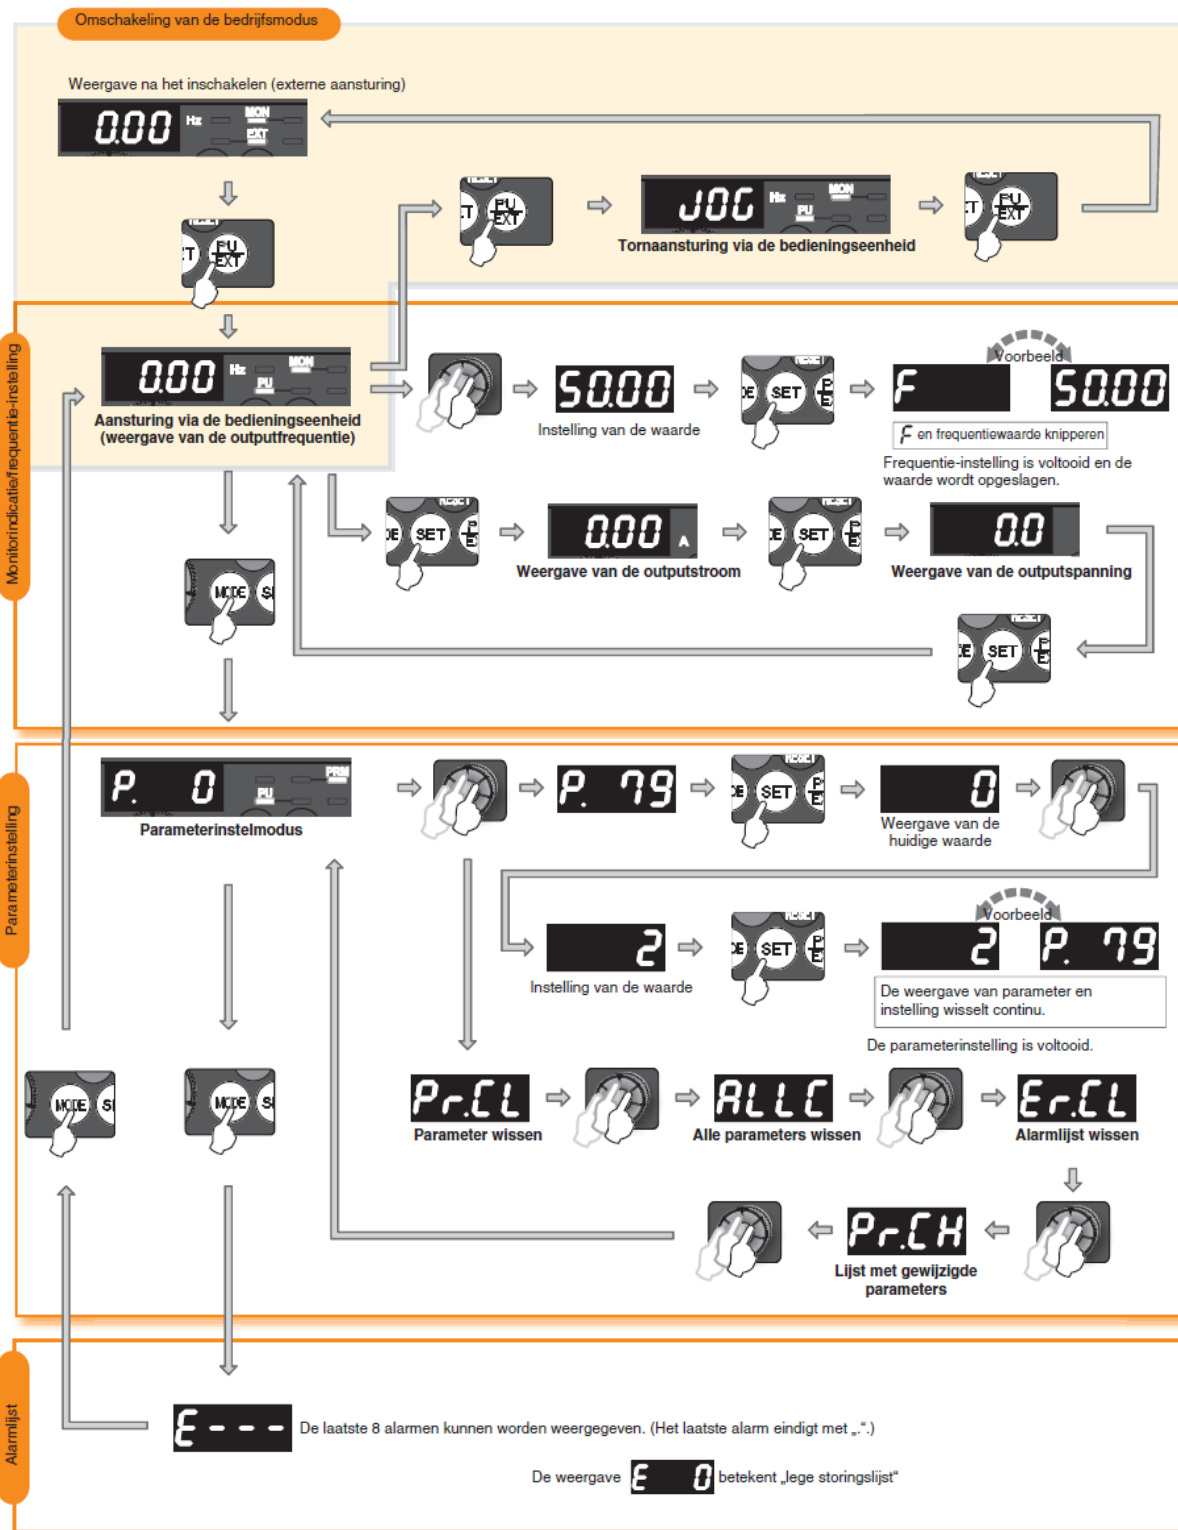 Omschakeling van de bedrijfsmodus
Weergave na het inschakelen (externe aansturing)
0.00 Hz MON EXT
RESET
PU EXT
RESET
PU EXT
JOG Hz MON PU
Tornaansturing via de bedieningseenheid
PU EXT
Monitorindicatie/frequentie-instelling
0.00 Hz MON PU
Aansturing via de bedieningseenheid
(weergave van de outputfrequentie)
50.00
Instelling van de waarde
RESET
SET
Voorbeeld
F 50.00
F en frequentiewaarde knipperen
Frequentie-instelling is voltooid en de
waarde wordt opgeslagen.
RESET
SET
0.00 A
Weergave van de outputstroom
RESET
SET
0.0
Weergave van de outputspanning
MODE
RESET
SET
Parameterinstelling
P. 0 PU PRM
Parameterinstelmodus
P. 79
RESET
SET
0
Weergave van de
huidige waarde
2
Instelling van de waarde
RESET
SET
Voorbeeld
2 P. 79
De weergave van parameter en
instelling wisselt continu.
De parameterinstelling is voltooid.
MODE
MODE
Pr.CL
Parameter wissen
ALLC
Alle parameters wissen
Er.CL
Alarmlijst wissen
Pr.CH
Lijst met gewijzigde
parameters
Alarmlijst
E---
De laatste 8 alarmen kunnen worden weergegeven. (Het laatste alarm eindigt met „.“.)
De weergave E 0 betekent „lege storingslijst“